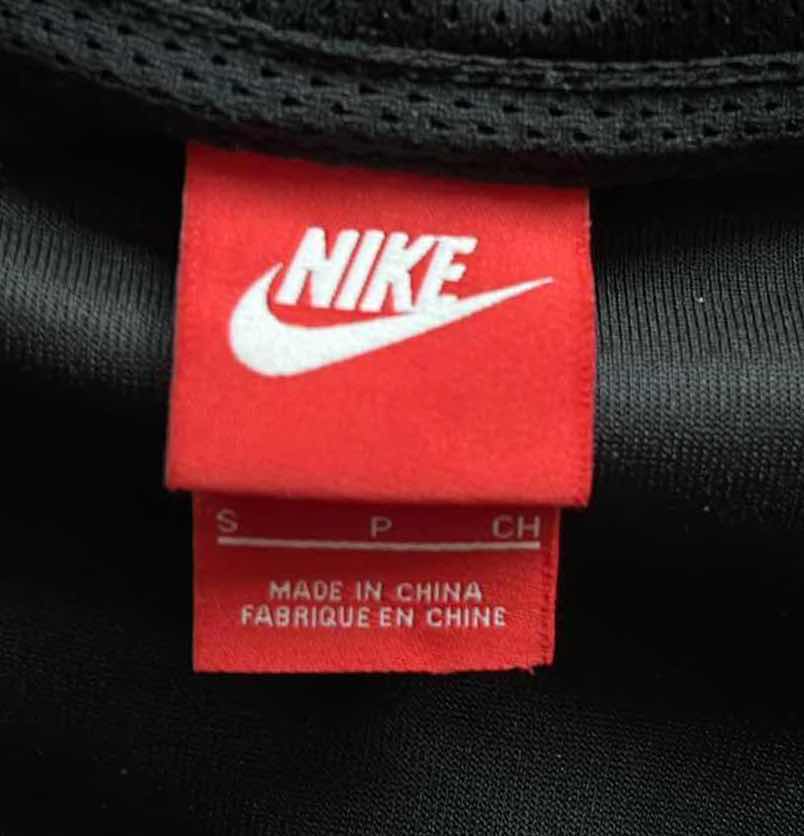 NIKE
S P CH
MADE IN CHINA
FABRIQUE EN CHINE